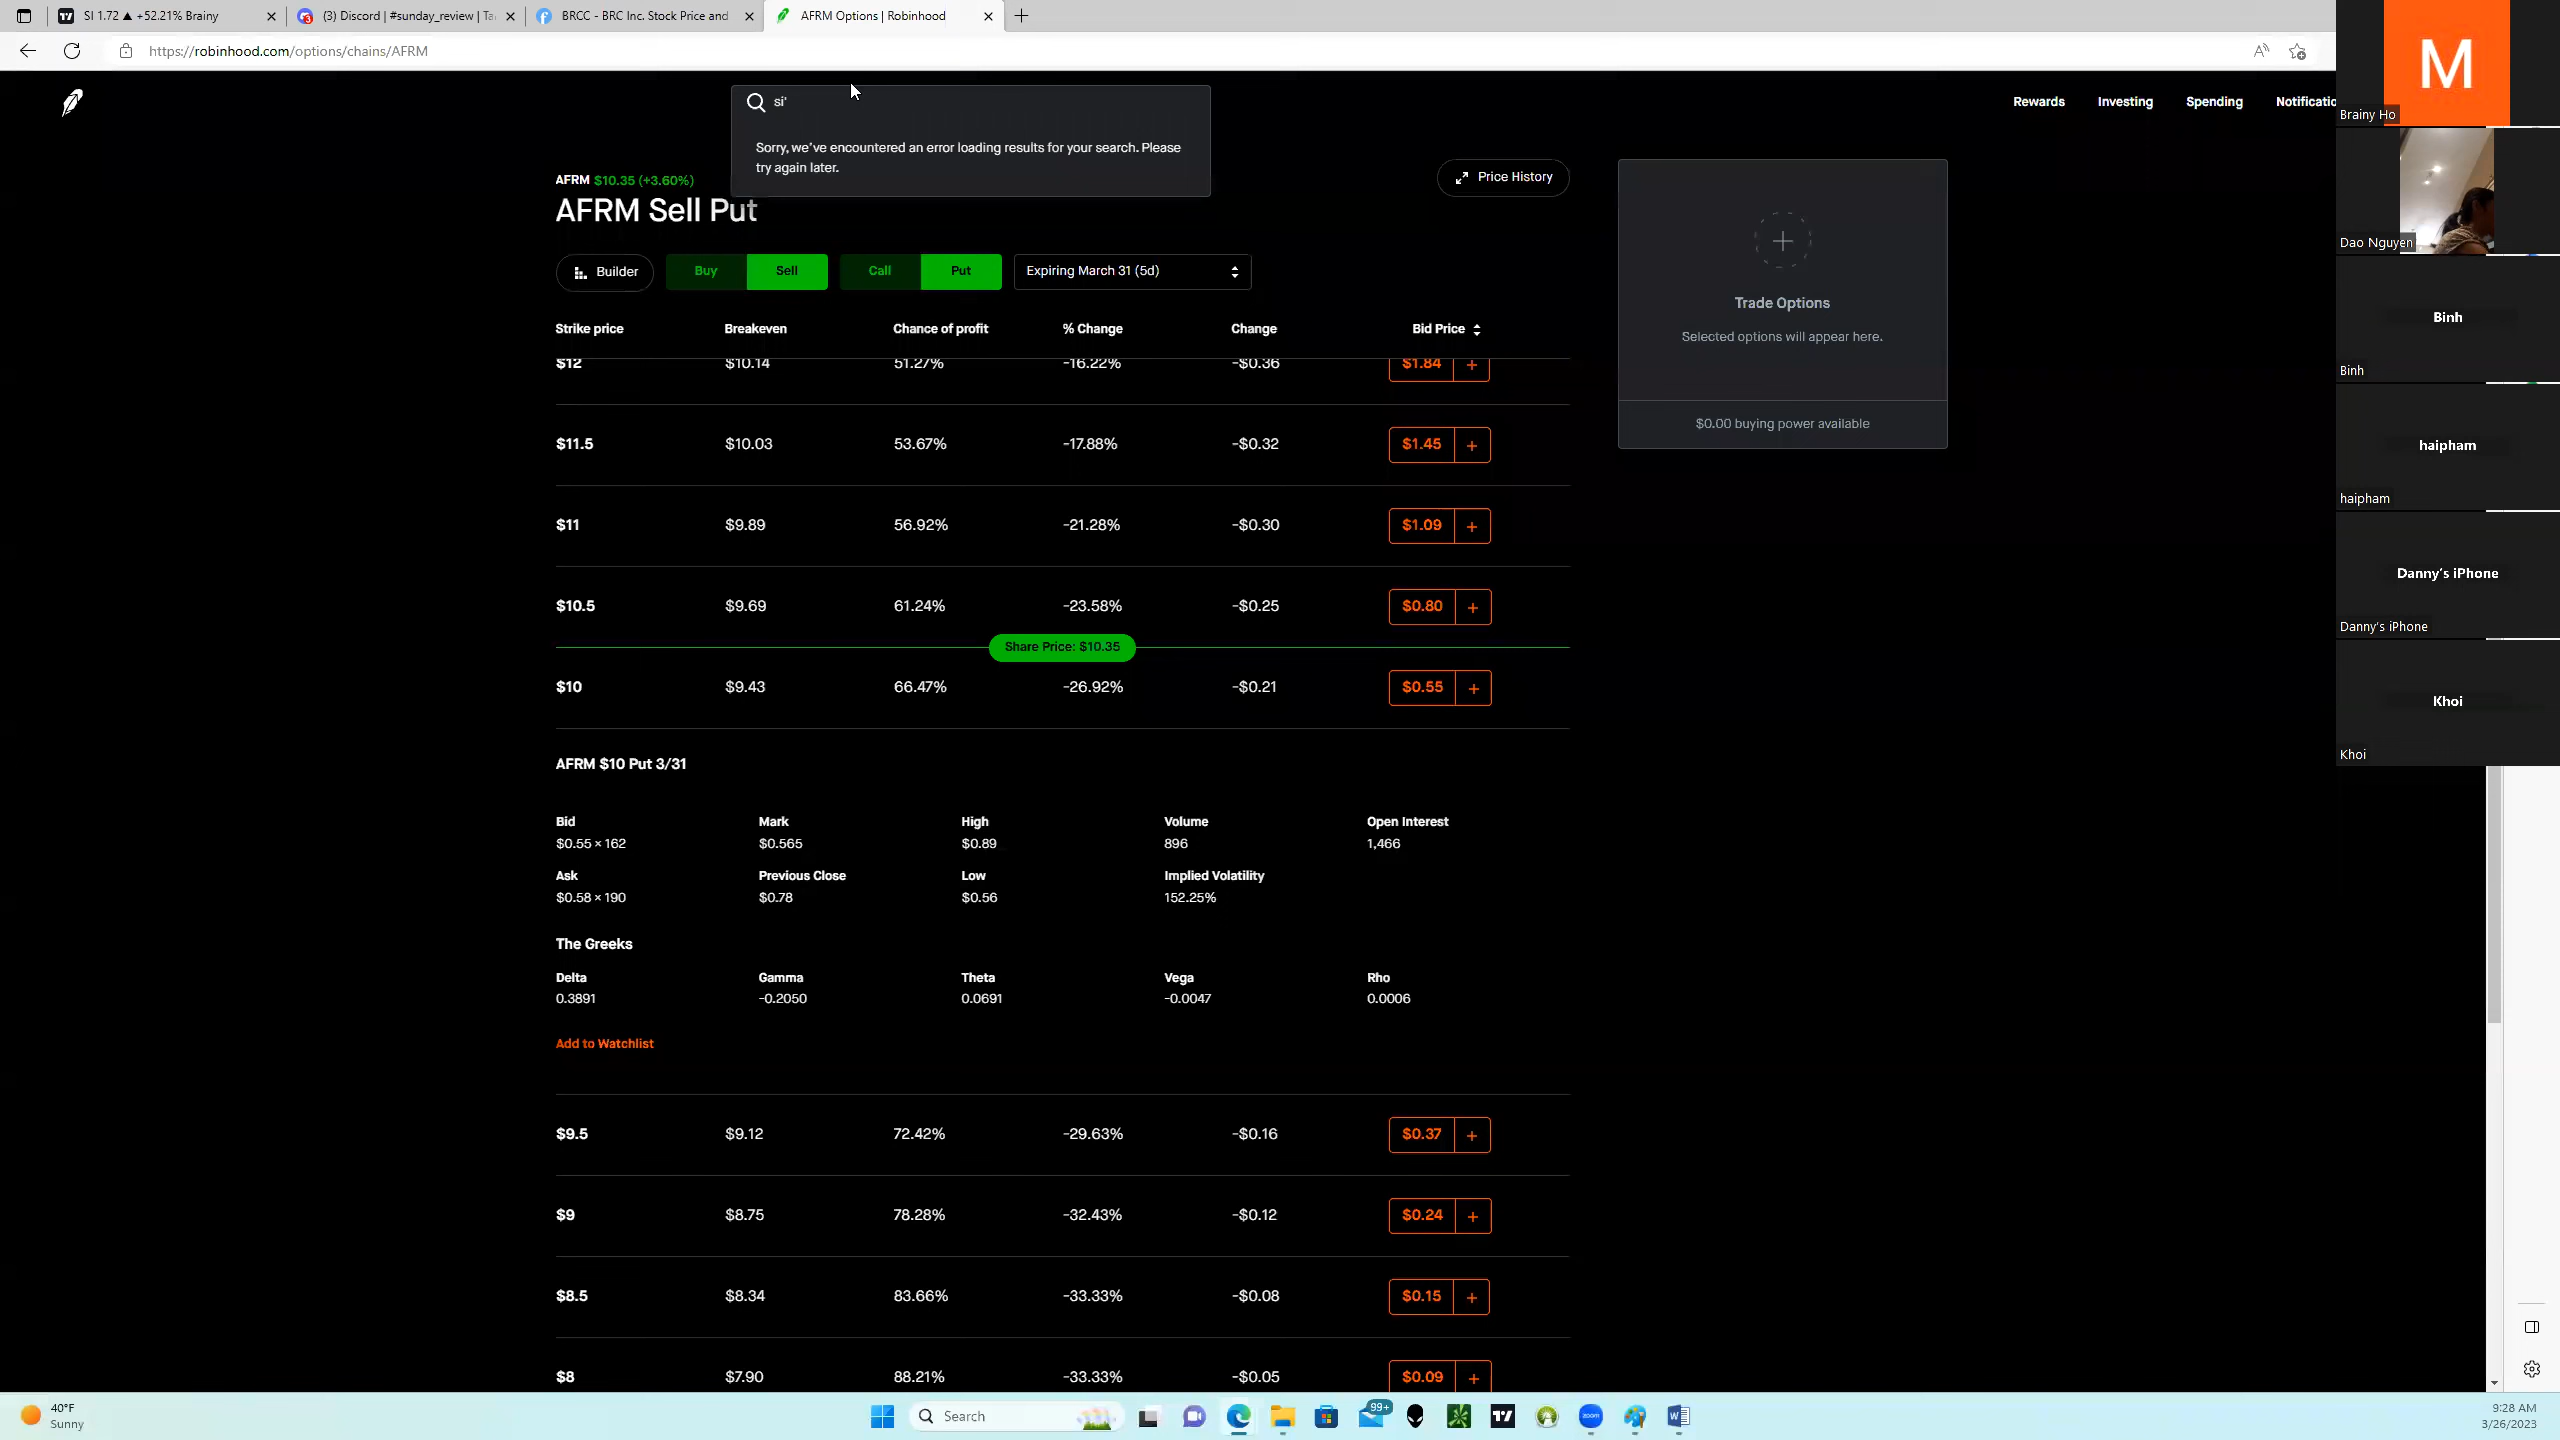 SI 1.72 ▲ +52.21% Brainy
(3) Discord | #sunday_review | Ta
BRCC - BRC Inc. Stock Price and
AFRM Options | Robinhood
https://robinhood.com/options/chains/AFRM
si'
Sorry, we've encountered an error loading results for your search. Please
try again later.
Rewards
Investing
Spending
Notificatio
AFRM $10.35 (+3.60%)
AFRM Sell Put
Price History
Builder
Buy
Sell
Call
Put
Expiring March 31 (5d)
Strike price Breakeven Chance of profit % Change Change Bid Price
$12 $10.14 51.27% -16.22% -$0.36 $1.84 +
$11.5 $10.03 53.67% -17.88% -$0.32 $1.45 +
$11 $9.89 56.92% -21.28% -$0.30 $1.09 +
$10.5 $9.69 61.24% -23.58% -$0.25 $0.80 +
Share Price: $10.35
$10 $9.43 66.47% -26.92% -$0.21 $0.55 +
AFRM $10 Put 3/31
Bid Mark High Volume Open Interest
$0.55 × 162 $0.565 $0.89 896 1,466
Ask Previous Close Low Implied Volatility
$0.58 × 190 $0.78 $0.56 152.25%
The Greeks
Delta Gamma Theta Vega Rho
0.3891 -0.2050 0.0691 -0.0047 0.0006
Add to Watchlist
$9.5 $9.12 72.42% -29.63% -$0.16 $0.37 +
$9 $8.75 78.28% -32.43% -$0.12 $0.24 +
$8.5 $8.34 83.66% -33.33% -$0.08 $0.15 +
$8 $7.90 88.21% -33.33% -$0.05 $0.09 +
Trade Options
Selected options will appear here.
$0.00 buying power available
M
Brainy Ho
Dao Nguyen
Binh
Binh
haipham
haipham
Danny's iPhone
Danny's iPhone
Khoi
Khoi
40°F
Sunny
Search
99+
zoom
9:28 AM
3/26/2023